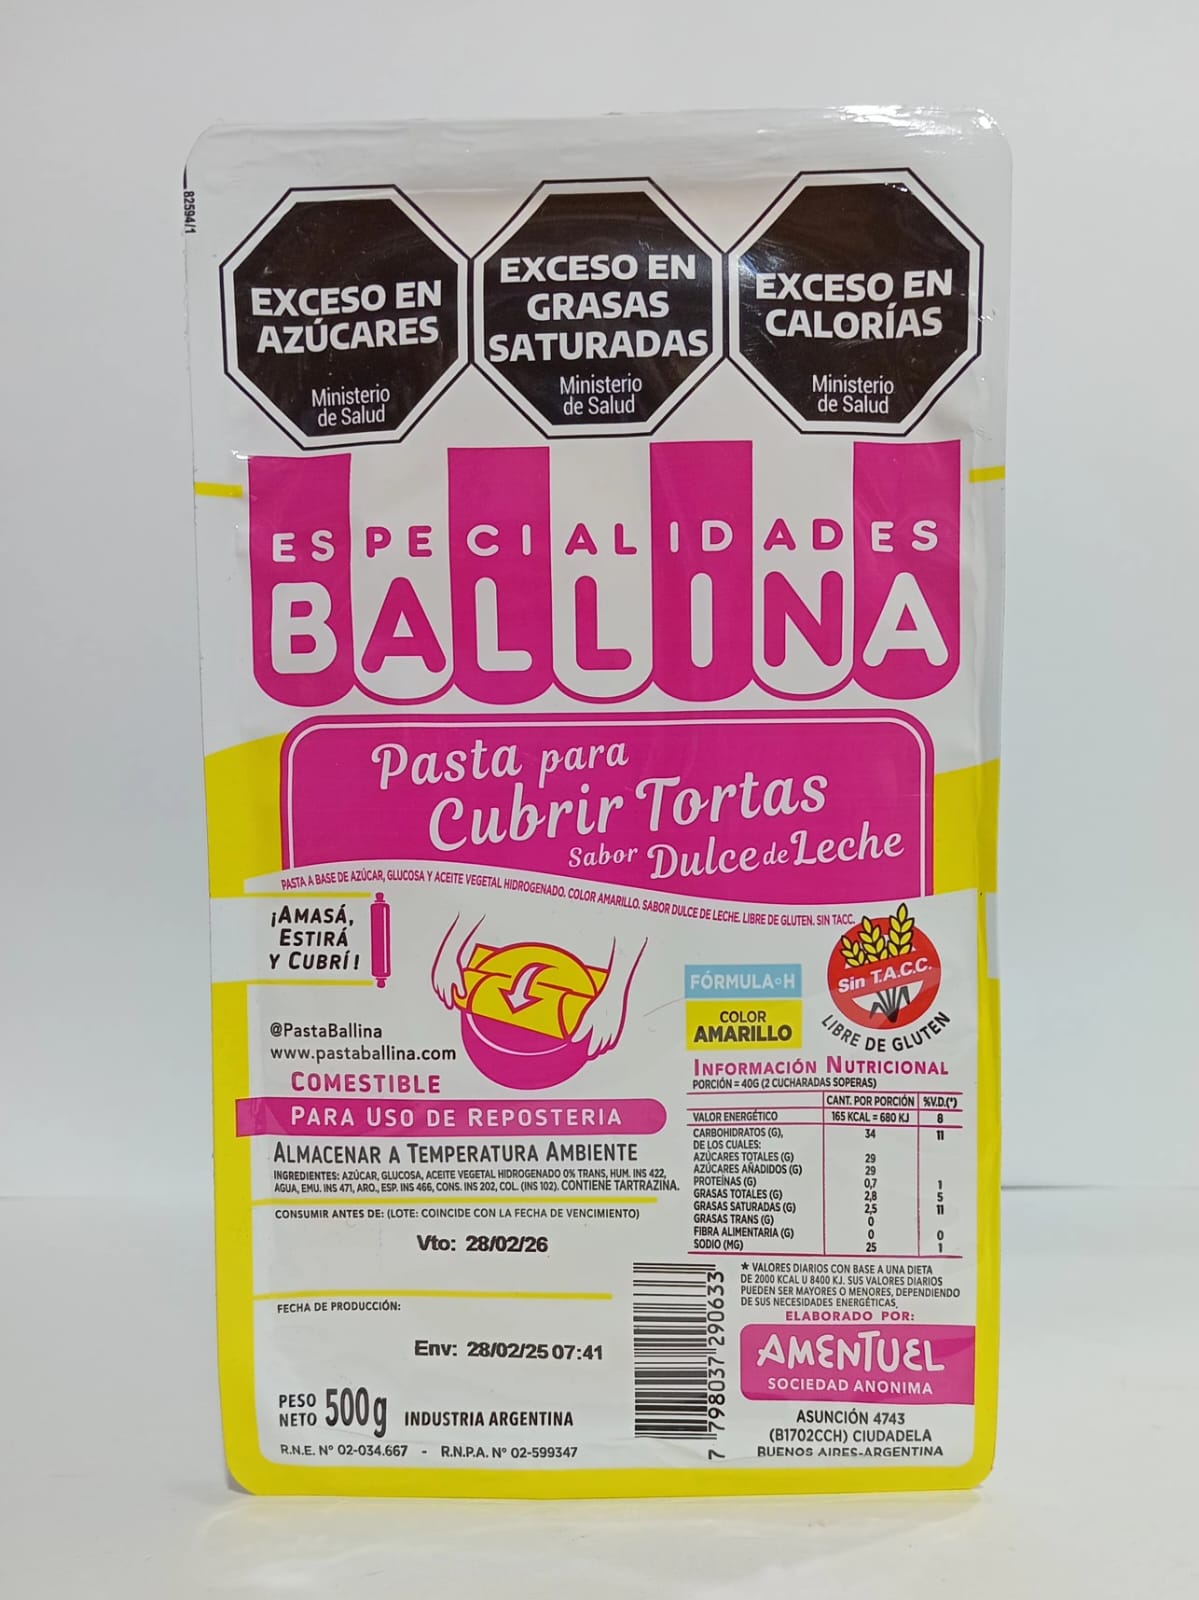 82594/1
EXCESO EN
AZÚCARES
Ministerio
de Salud
EXCESO EN
GRASAS
SATURADAS
Ministerio
de Salud
EXCESO EN
CALORÍAS
Ministerio
de Salud
ESPECIALIDADES
BALLINA
Pasta para
Cubrir Tortas
Sabor Dulce de Leche
PASTA A BASE DE AZÚCAR, GLUCOSA Y ACEITE VEGETAL HIDROGENADO. COLOR AMARILLO. SABOR DULCE DE LECHE. LIBRE DE GLUTEN. SIN TACC.
¡AMASÁ,
ESTIRÁ
Y CUBRÍ!
@PastaBallina
www.pastaballina.com
COMESTIBLE
PARA USO DE REPOSTERIA
ALMACENAR A TEMPERATURA AMBIENTE
INGREDIENTES: AZÚCAR, GLUCOSA, ACEITE VEGETAL HIDROGENADO 0% TRANS, HUM. INS 422,
AGUA, EMU. INS 471, ARO., ESP. INS 466, CONS. INS 202, COL. (INS 102). CONTIENE TARTRAZINA.
CONSUMIR ANTES DE: (LOTE: COINCIDE CON LA FECHA DE VENCIMIENTO)
Vto: 28/02/26
FECHA DE PRODUCCIÓN:
Env: 28/02/25 07:41
PESO
NETO 500g INDUSTRIA ARGENTINA
R.N.E. Nº 02-034.667 - R.N.P.A. Nº 02-599347
FÓRMULA H
COLOR
AMARILLO
Sin T.A.C.C.
LIBRE DE GLUTEN
INFORMACIÓN NUTRICIONAL
PORCIÓN = 40G (2 CUCHARADAS SOPERAS)
CANT. POR PORCIÓN %V.D.(*)
VALOR ENERGÉTICO 165 KCAL = 680 KJ 8
CARBOHIDRATOS (G), 34 11
DE LOS CUALES:
AZÚCARES TOTALES (G) 29
AZÚCARES AÑADIDOS (G) 29
PROTEÍNAS (G) 0,7 1
GRASAS TOTALES (G) 2,8 5
GRASAS SATURADAS (G) 2,5 11
GRASAS TRANS (G) 0
FIBRA ALIMENTARIA (G) 0 0
SODIO (MG) 25 1
* VALORES DIARIOS CON BASE A UNA DIETA
DE 2000 KCAL U 8400 KJ. SUS VALORES DIARIOS
PUEDEN SER MAYORES O MENORES, DEPENDIENDO
DE SUS NECESIDADES ENERGÉTICAS.
ELABORADO POR:
AMENTUEL
SOCIEDAD ANONIMA
ASUNCIÓN 4743
(B1702CCH) CIUDADELA
BUENOS AIRES-ARGENTINA
7 798037 290633